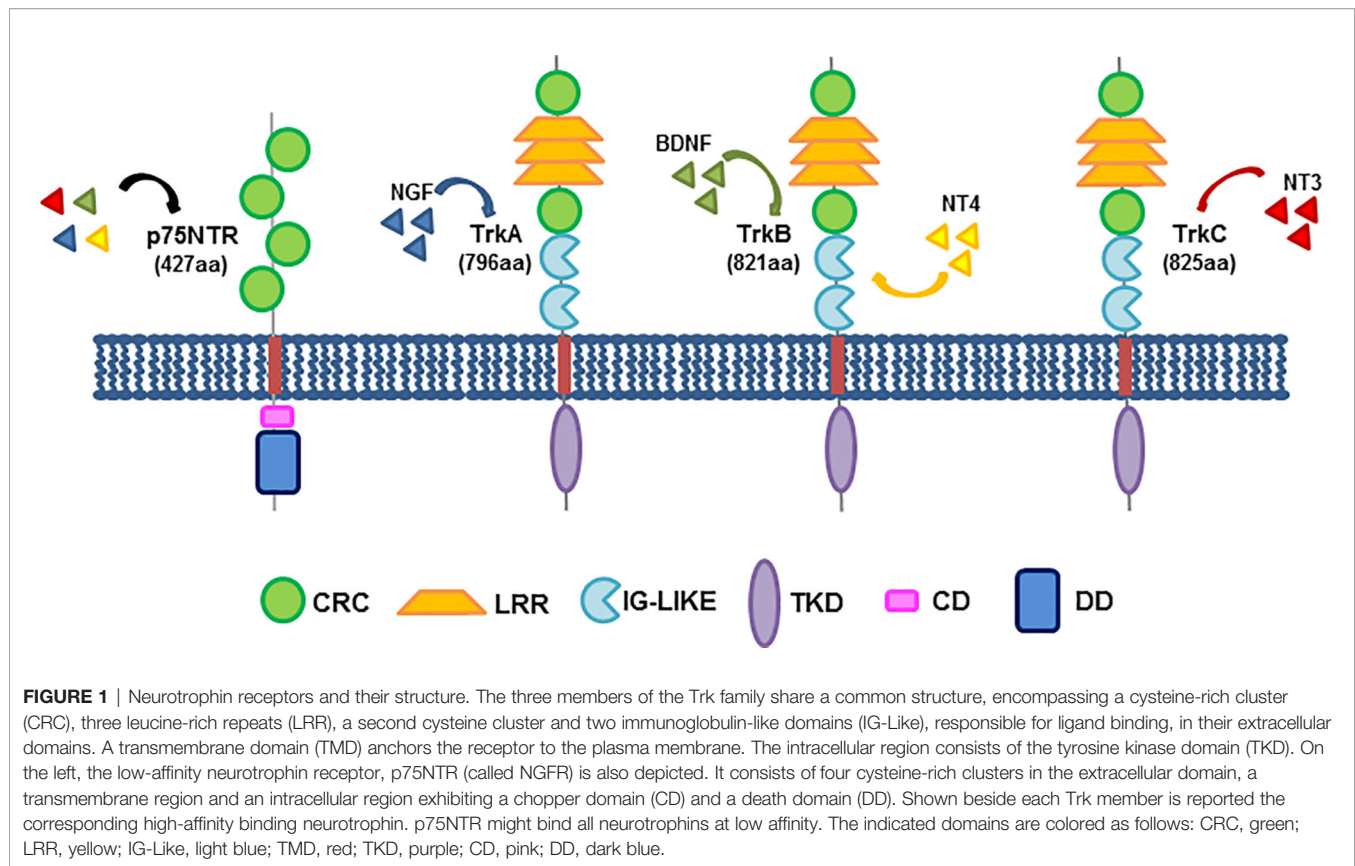 BDNF
NGF
NT4
NT3
p75NTR
(427aa)
TrkA
(796aa)
TrkB
(821aa)
TrkC
(825aa)
CRC
LRR
IG-LIKE
TKD
CD
DD
FIGURE 1 | Neurotrophin receptors and their structure. The three members of the Trk family share a common structure, encompassing a cysteine-rich cluster
(CRC), three leucine-rich repeats (LRR), a second cysteine cluster and two immunoglobulin-like domains (IG-Like), responsible for ligand binding, in their extracellular
domains. A transmembrane domain (TMD) anchors the receptor to the plasma membrane. The intracellular region consists of the tyrosine kinase domain (TKD). On
the left, the low-affinity neurotrophin receptor, p75NTR (called NGFR) is also depicted. It consists of four cysteine-rich clusters in the extracellular domain, a
transmembrane region and an intracellular region exhibiting a chopper domain (CD) and a death domain (DD). Shown beside each Trk member is reported the
corresponding high-affinity binding neurotrophin. p75NTR might bind all neurotrophins at low affinity. The indicated domains are colored as follows: CRC, green;
LRR, yellow; IG-Like, light blue; TMD, red; TKD, purple; CD, pink; DD, dark blue.